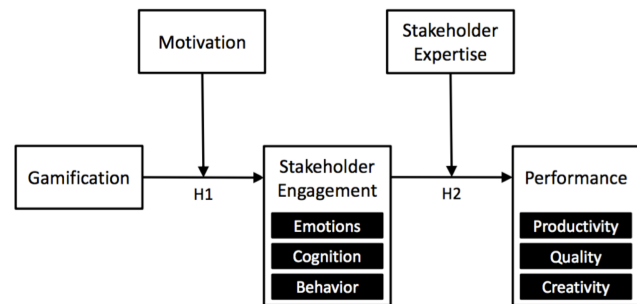 Motivation
Stakeholder
Expertise
Gamification
H1
Stakeholder
Engagement
Emotions
Cognition
Behavior
H2
Performance
Productivity
Quality
Creativity